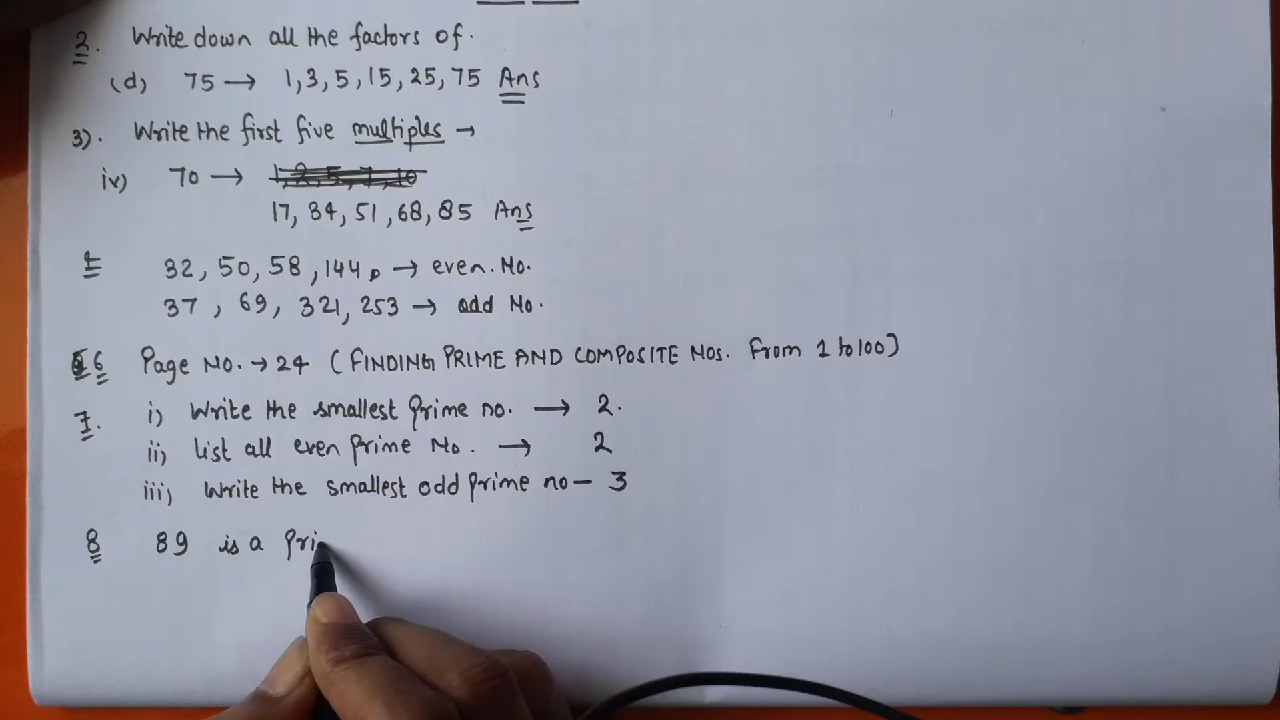 2. Write down all the factors of.
(d) 75 → 1, 3, 5, 15, 25, 75 Ans
3). Write the first five multiples →
iv) 70 → 1, 2, 5, 7, 10
17, 34, 51, 68, 85 Ans
32, 50, 58, 144, → even. No.
37, 69, 321, 253 → odd No.
6 Page No. → 24 (FINDING PRIME AND COMPOSITE NOS. From 1 to 100)
7. i) Write the smallest prime no. → 2.
ii) List all even prime No. → 2
iii) Write the smallest odd prime no — 3
8 89 is a pri